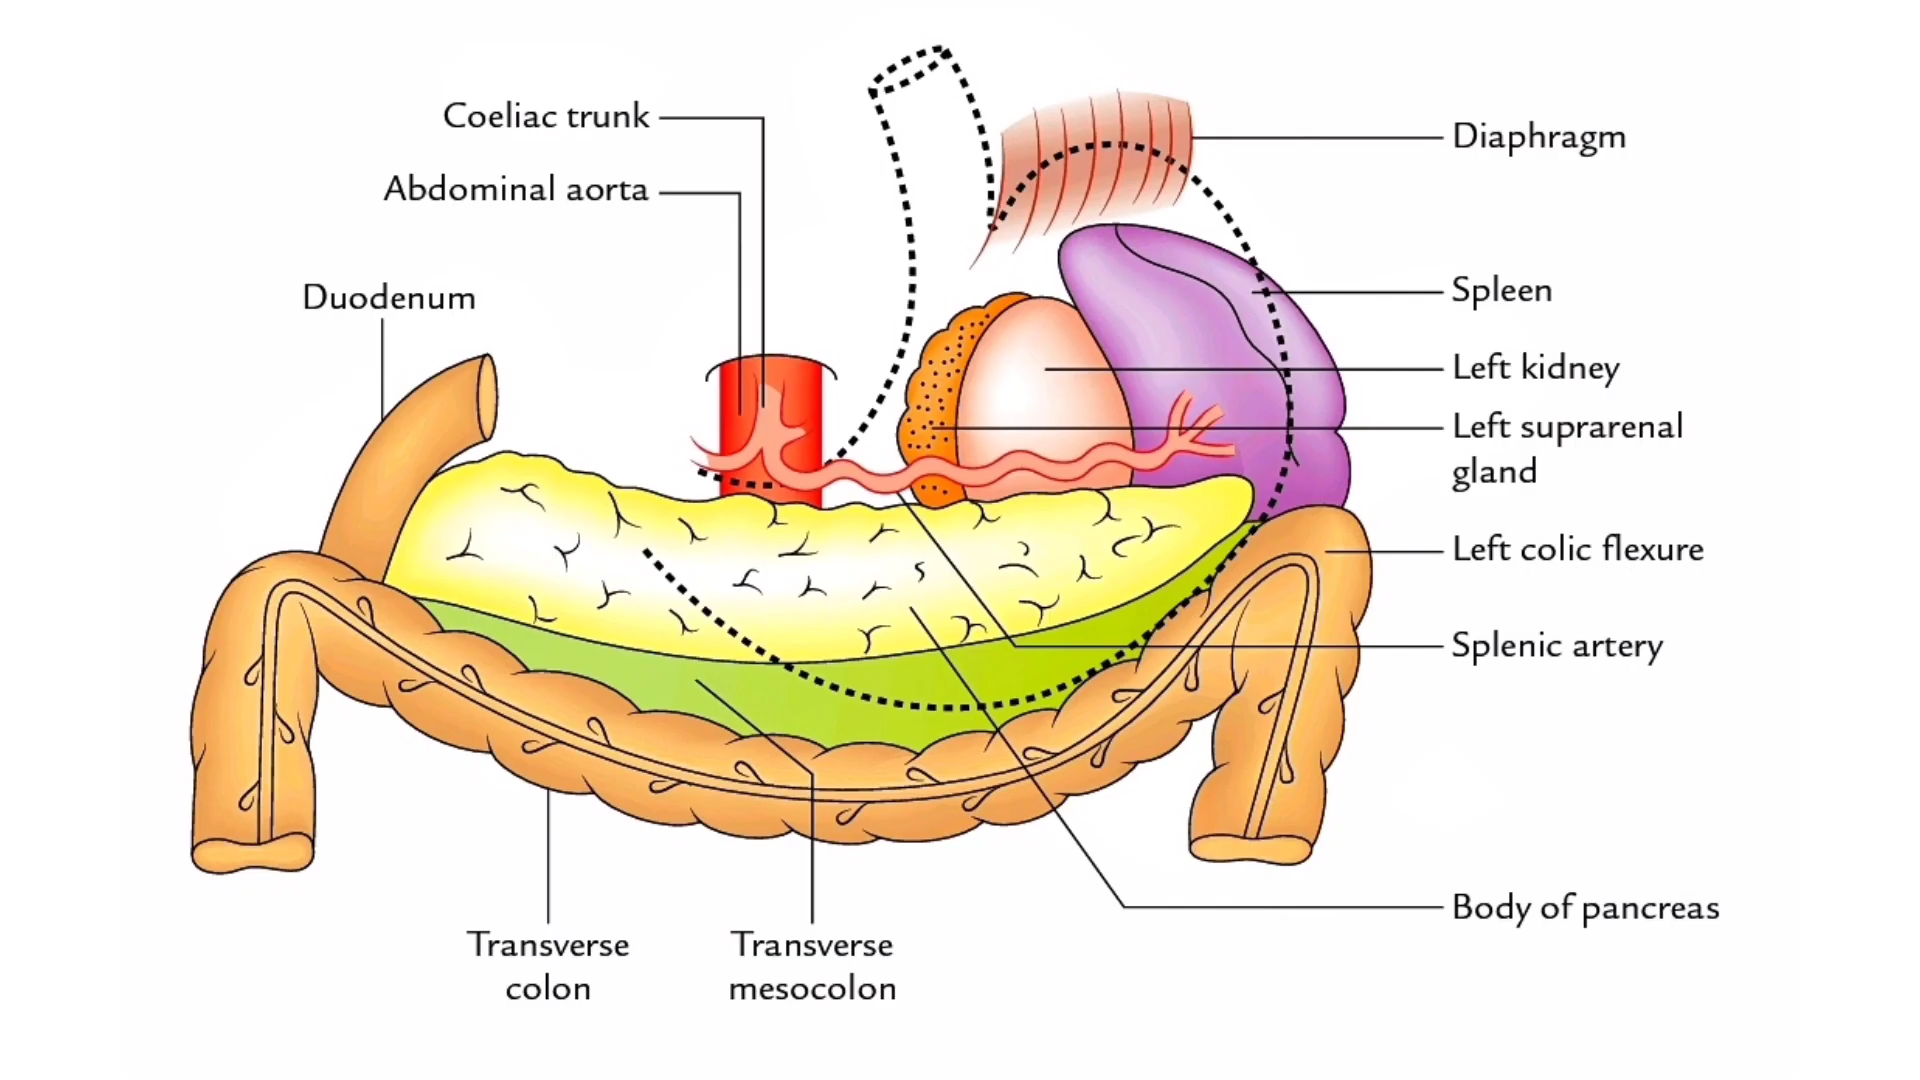 Coeliac trunk
Abdominal aorta
Duodenum
Diaphragm
Spleen
Left kidney
Left suprarenal
gland
Left colic flexure
Splenic artery
Body of pancreas
Transverse
colon
Transverse
mesocolon